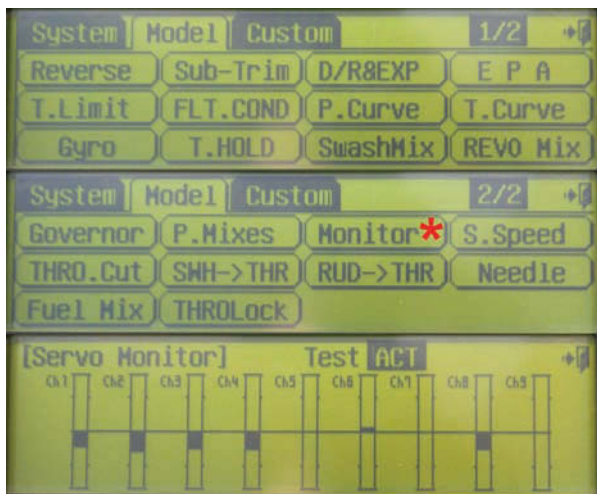 System Model Custom 1/2
Reverse Sub-Trim D/R&EXP E P A
T.Limit FLT.COND P.Curve T.Curve
Gyro T.HOLD SwashMix REVO Mix
System Model Custom 2/2
Governor P.Mixes Monitor* S.Speed
THRO.Cut SWH->THR RUD->THR Needle
Fuel Mix THROLock
[Servo Monitor] Test ACT
Ch1 Ch2 Ch3 Ch4 Ch5 Ch6 Ch7 Ch8 Ch9